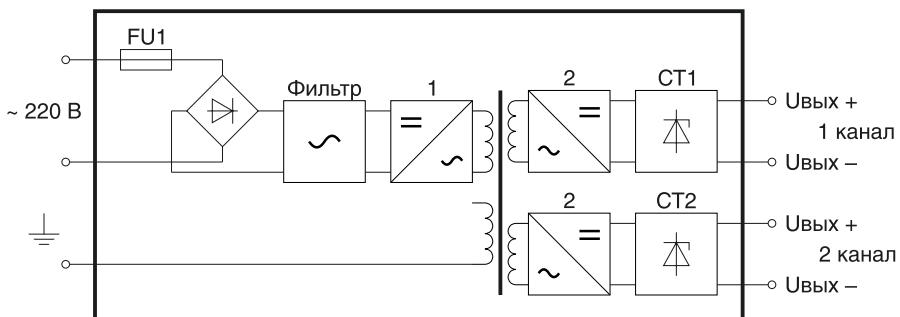 FU1
Фильтр
1
2
СТ1
~ 220 В
Uвых +
1 канал
Uвых –
2
СТ2
Uвых +
2 канал
Uвых –